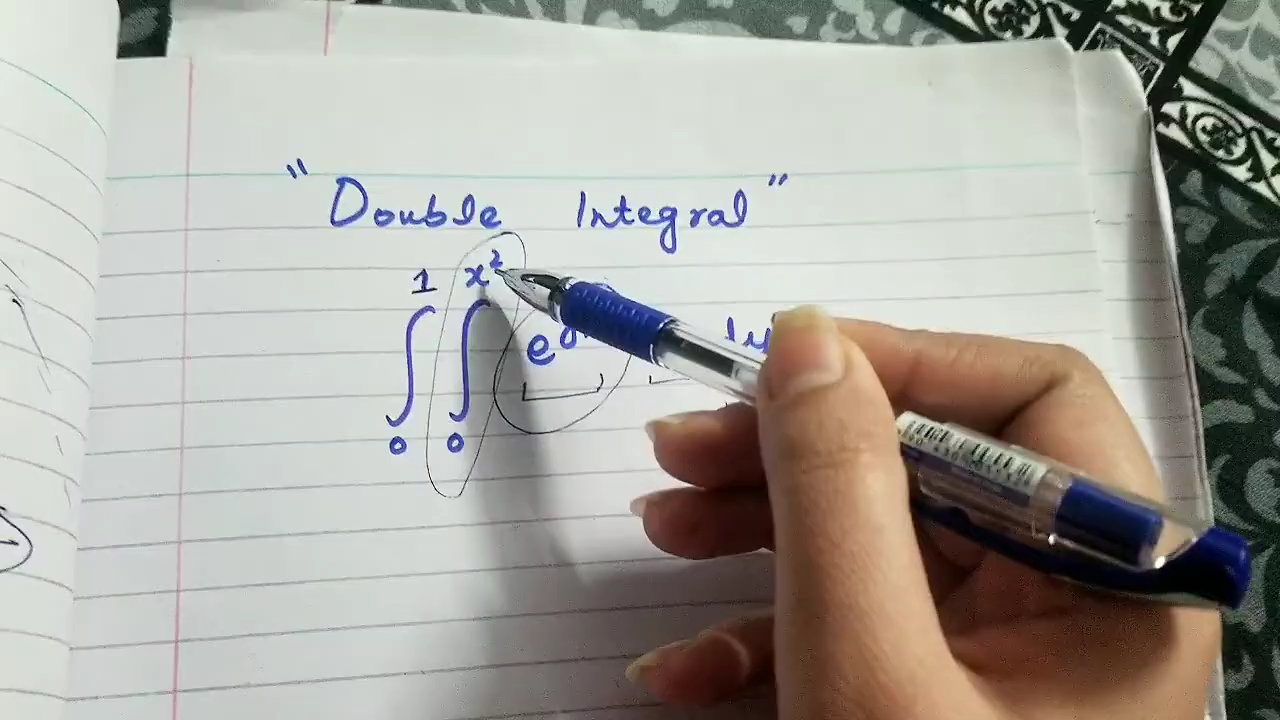 "Double Integral"
1 x²
∫ ∫ e
0 0